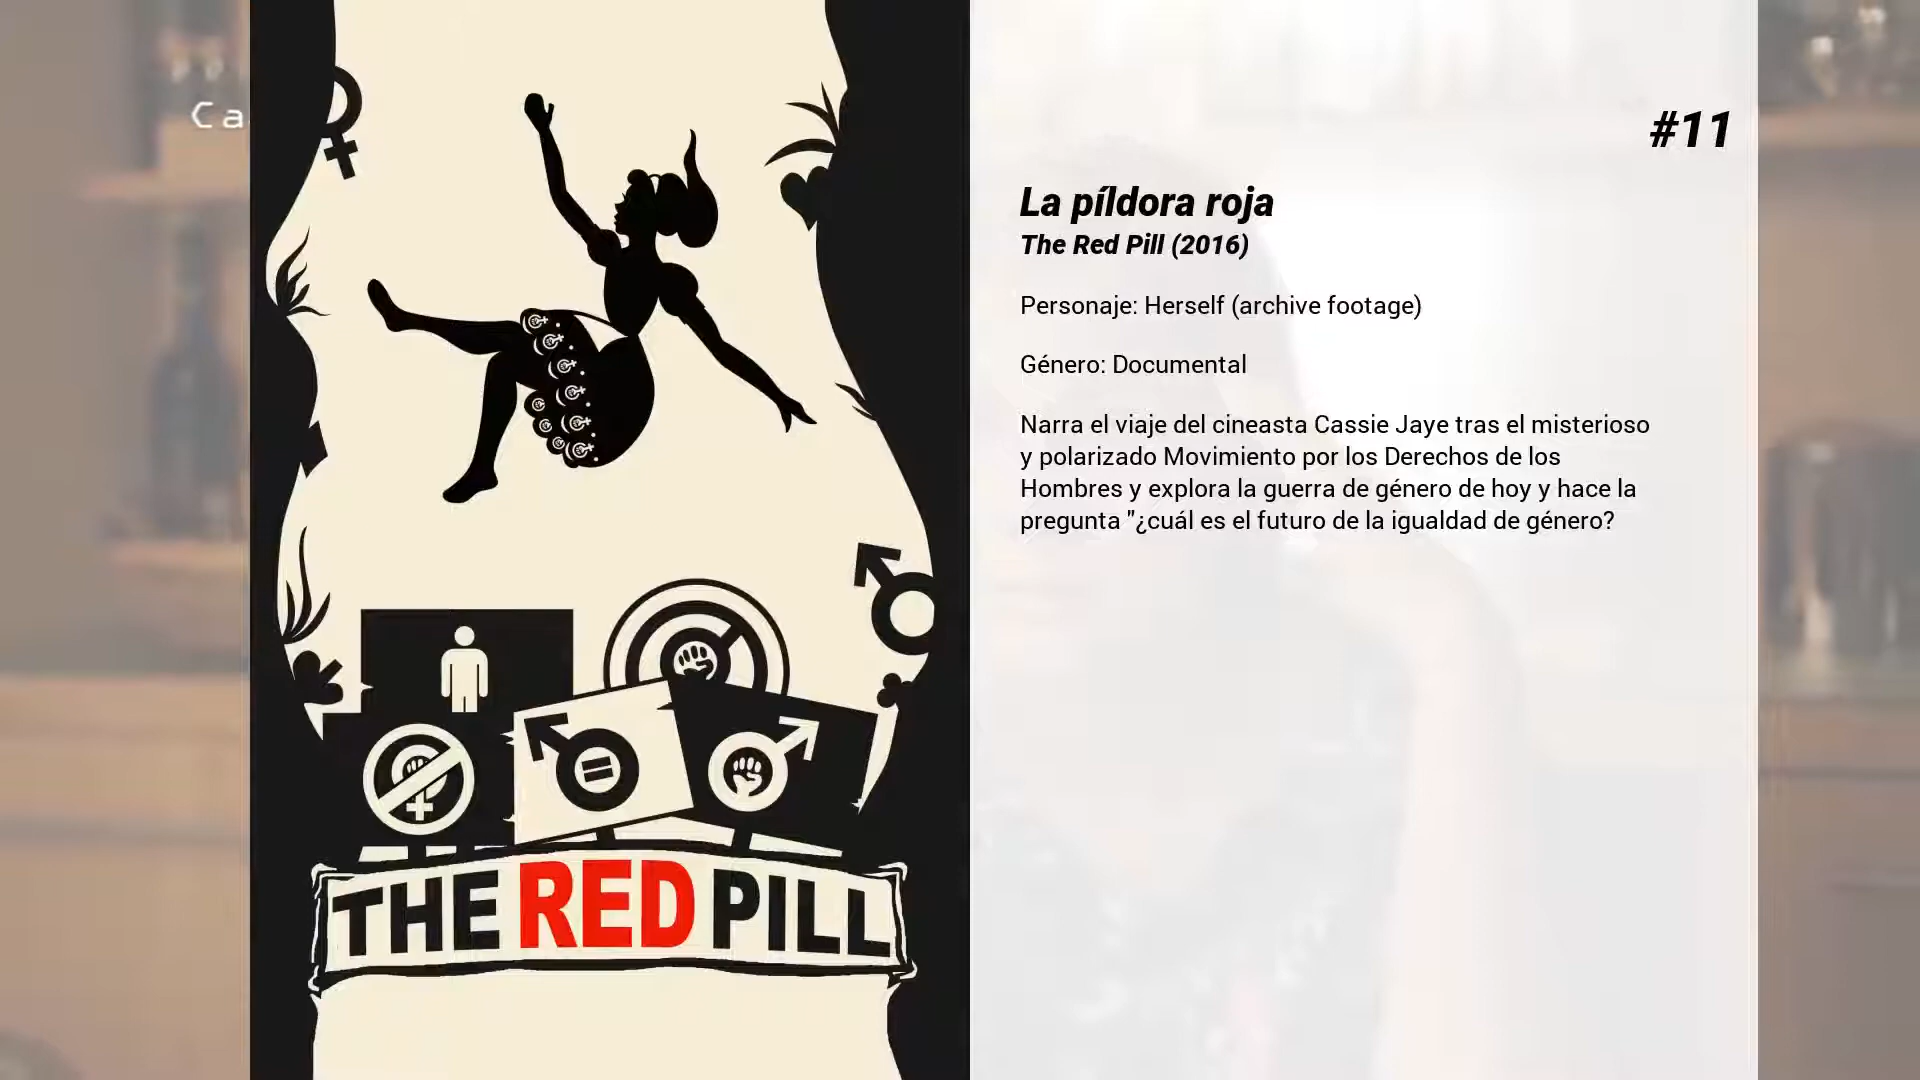 Ca
THE RED PILL
#11
La píldora roja
The Red Pill (2016)
Personaje: Herself (archive footage)
Género: Documental
Narra el viaje del cineasta Cassie Jaye tras el misterioso
y polarizado Movimiento por los Derechos de los
Hombres y explora la guerra de género de hoy y hace la
pregunta "¿cuál es el futuro de la igualdad de género?